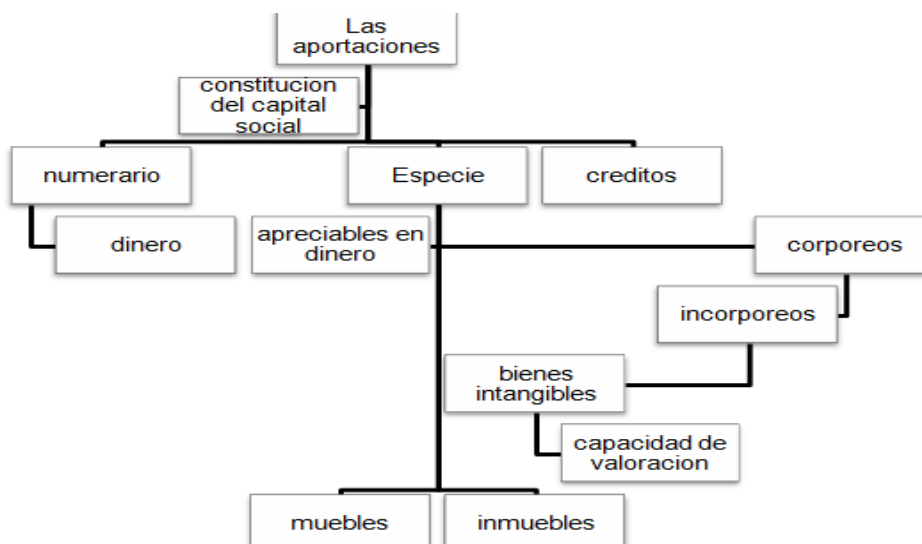 Las
aportaciones
constitucion
del capital
social
numerario
Especie
creditos
dinero
apreciables en
dinero
corporeos
incorporeos
bienes
intangibles
capacidad de
valoracion
muebles
inmuebles